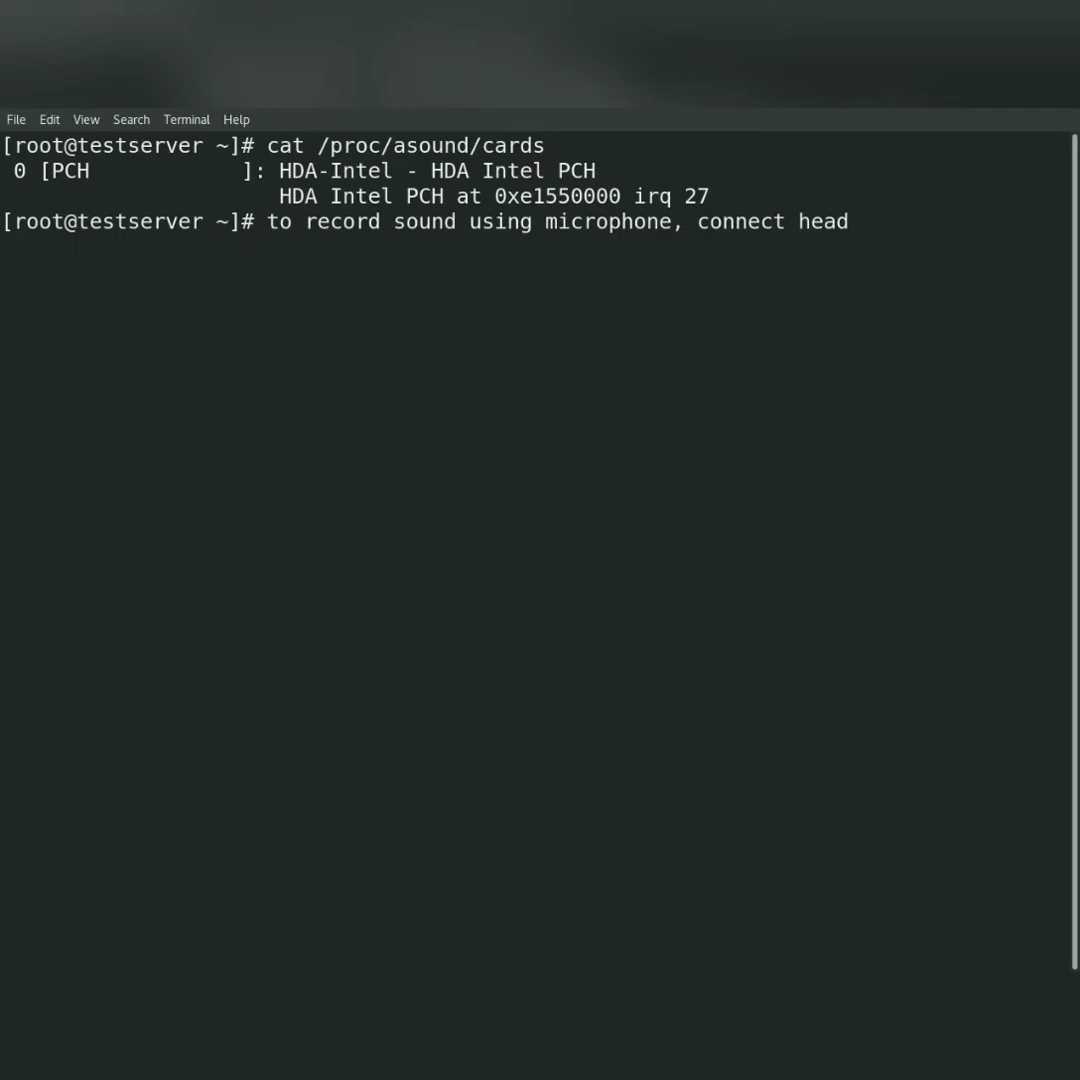 File Edit View Search Terminal Help
[root@testserver ~]# cat /proc/asound/cards
 0 [PCH            ]: HDA-Intel - HDA Intel PCH
                      HDA Intel PCH at 0xe1550000 irq 27
[root@testserver ~]# to record sound using microphone, connect head